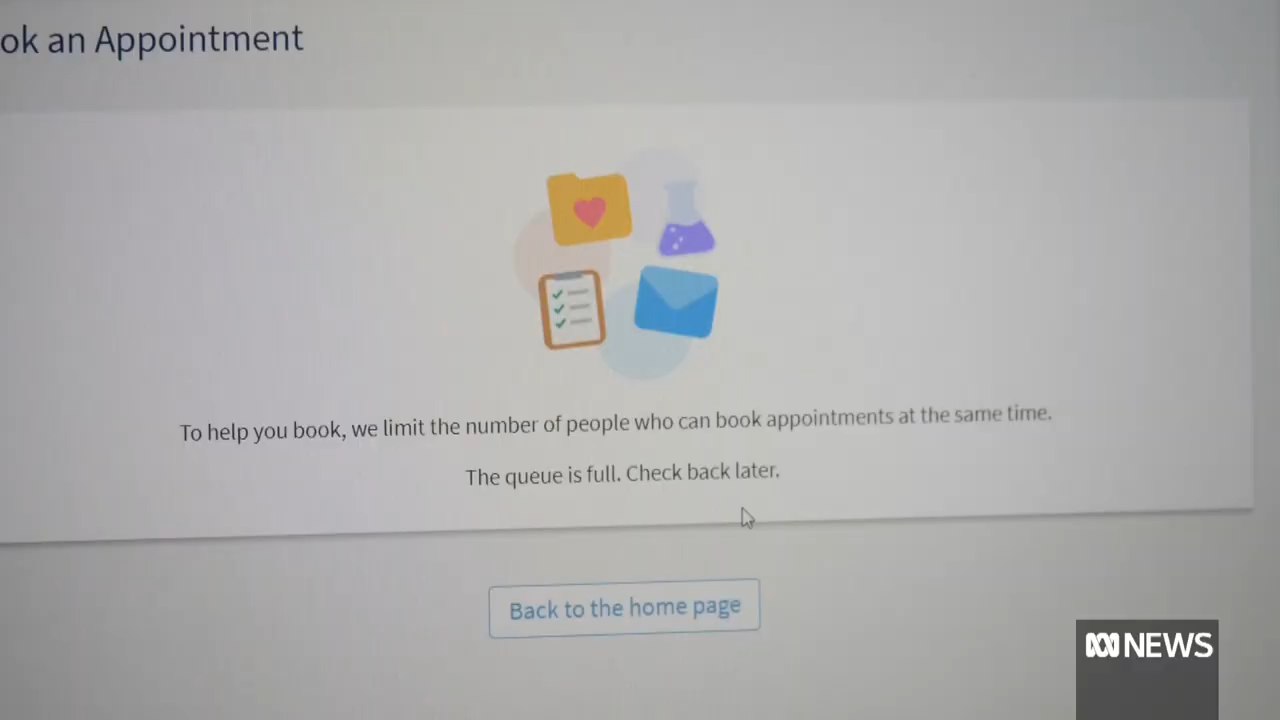 ok an Appointment
To help you book, we limit the number of people who can book appointments at the same time.
The queue is full. Check back later.
Back to the home page
NEWS